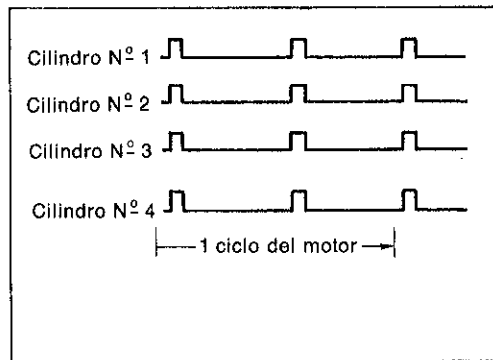 Cilindro Nº 1
Cilindro Nº 2
Cilindro Nº 3
Cilindro Nº 4
1 ciclo del motor